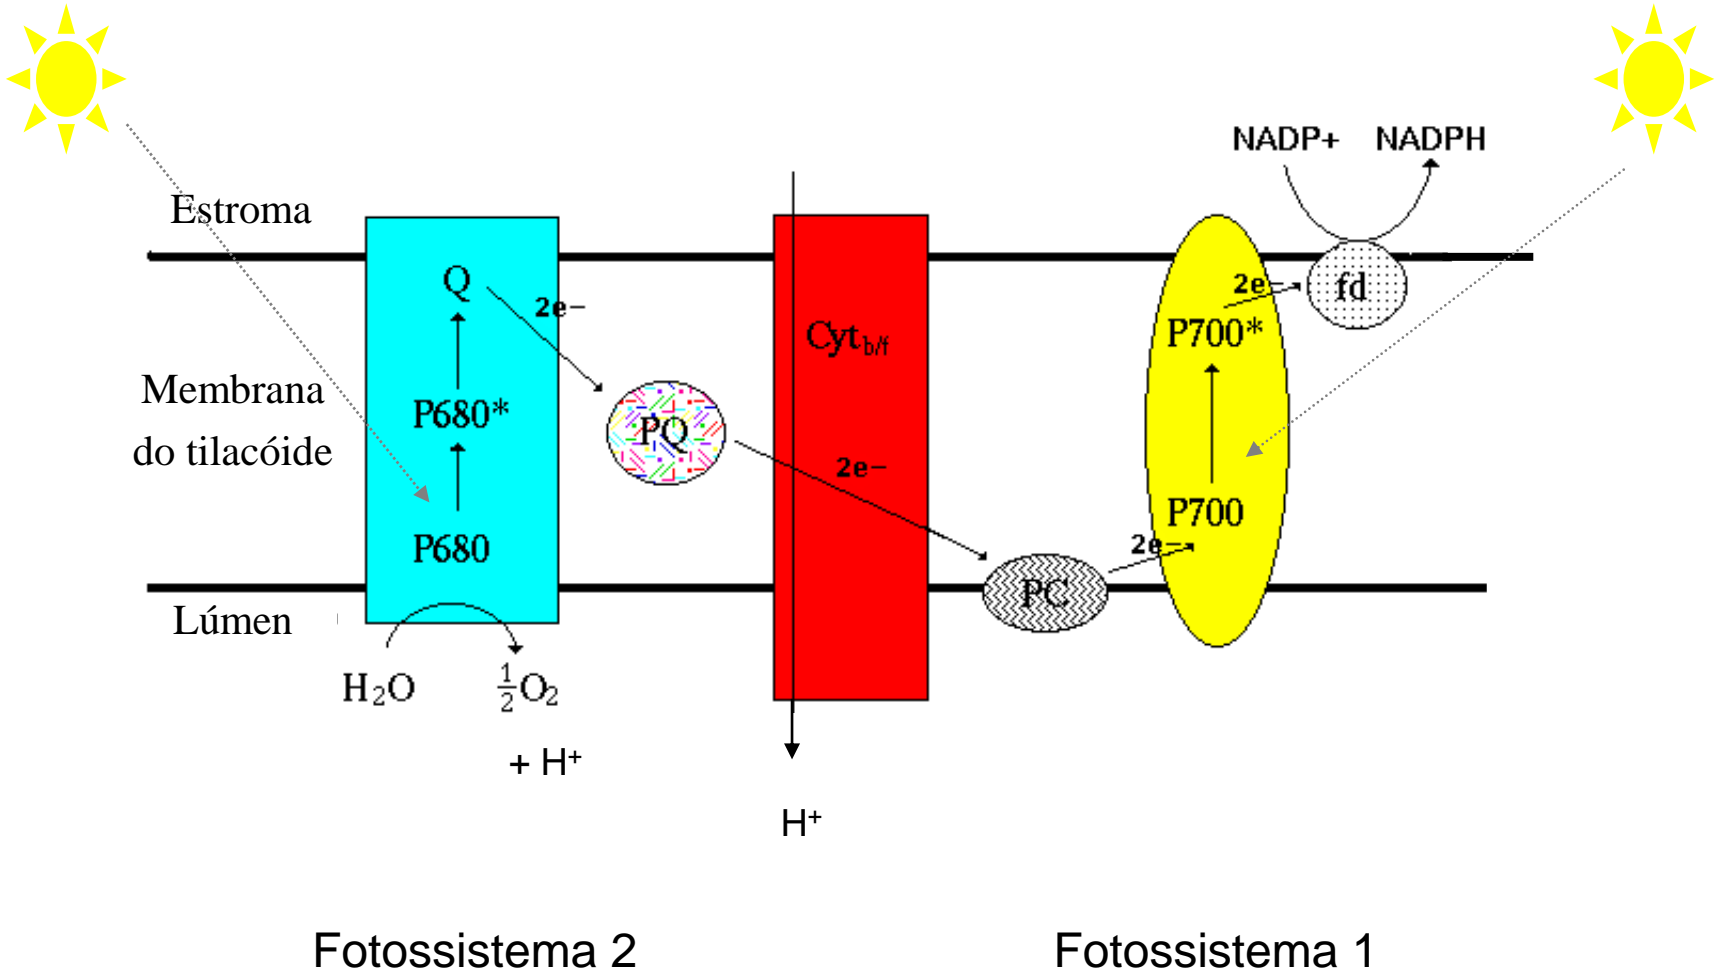 NADP+ NADPH
Estroma
Q
2e−
2e−
fd
P700*
Cyt b/f
Membrana
do tilacóide
P680*
PQ
2e−
P700
P680
2e−
PC
Lúmen
H₂O ½O₂
+ H⁺
H⁺
Fotossistema 2 Fotossistema 1